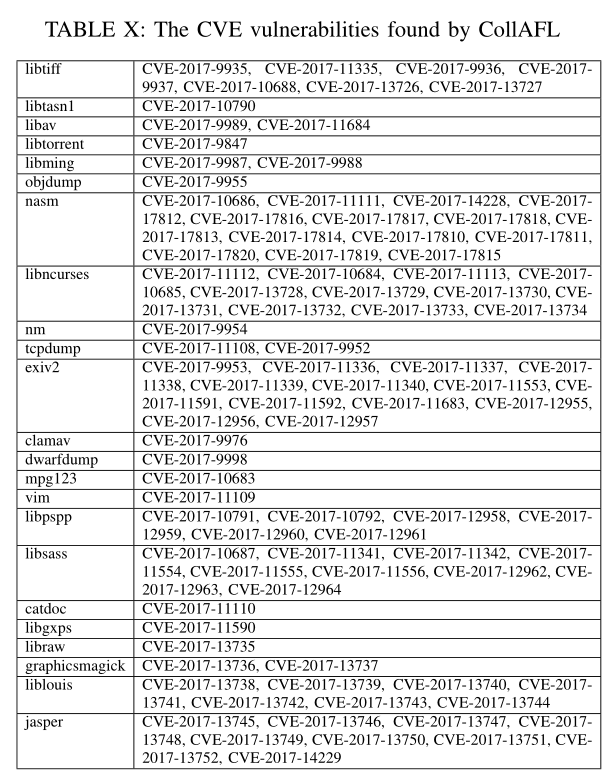 TABLE X: The CVE vulnerabilities found by CollAFL
libtiff CVE-2017-9935, CVE-2017-11335, CVE-2017-9936, CVE-2017-
9937, CVE-2017-10688, CVE-2017-13726, CVE-2017-13727
libtasn1 CVE-2017-10790
libav CVE-2017-9989, CVE-2017-11684
libtorrent CVE-2017-9847
libming CVE-2017-9987, CVE-2017-9988
objdump CVE-2017-9955
nasm CVE-2017-10686, CVE-2017-11111, CVE-2017-14228, CVE-2017-
17812, CVE-2017-17816, CVE-2017-17817, CVE-2017-17818, CVE-
2017-17813, CVE-2017-17814, CVE-2017-17810, CVE-2017-17811,
CVE-2017-17820, CVE-2017-17819, CVE-2017-17815
libncurses CVE-2017-11112, CVE-2017-10684, CVE-2017-11113, CVE-2017-
10685, CVE-2017-13728, CVE-2017-13729, CVE-2017-13730, CVE-
2017-13731, CVE-2017-13732, CVE-2017-13733, CVE-2017-13734
nm CVE-2017-9954
tcpdump CVE-2017-11108, CVE-2017-9952
exiv2 CVE-2017-9953, CVE-2017-11336, CVE-2017-11337, CVE-2017-
11338, CVE-2017-11339, CVE-2017-11340, CVE-2017-11553, CVE-
2017-11591, CVE-2017-11592, CVE-2017-11683, CVE-2017-12955,
CVE-2017-12956, CVE-2017-12957
clamav CVE-2017-9976
dwarfdump CVE-2017-9998
mpg123 CVE-2017-10683
vim CVE-2017-11109
libpspp CVE-2017-10791, CVE-2017-10792, CVE-2017-12958, CVE-2017-
12959, CVE-2017-12960, CVE-2017-12961
libsass CVE-2017-10687, CVE-2017-11341, CVE-2017-11342, CVE-2017-
11554, CVE-2017-11555, CVE-2017-11556, CVE-2017-12962, CVE-
2017-12963, CVE-2017-12964
catdoc CVE-2017-11110
libgxps CVE-2017-11590
libraw CVE-2017-13735
graphicsmagick CVE-2017-13736, CVE-2017-13737
liblouis CVE-2017-13738, CVE-2017-13739, CVE-2017-13740, CVE-2017-
13741, CVE-2017-13742, CVE-2017-13743, CVE-2017-13744
jasper CVE-2017-13745, CVE-2017-13746, CVE-2017-13747, CVE-2017-
13748, CVE-2017-13749, CVE-2017-13750, CVE-2017-13751, CVE-
2017-13752, CVE-2017-14229